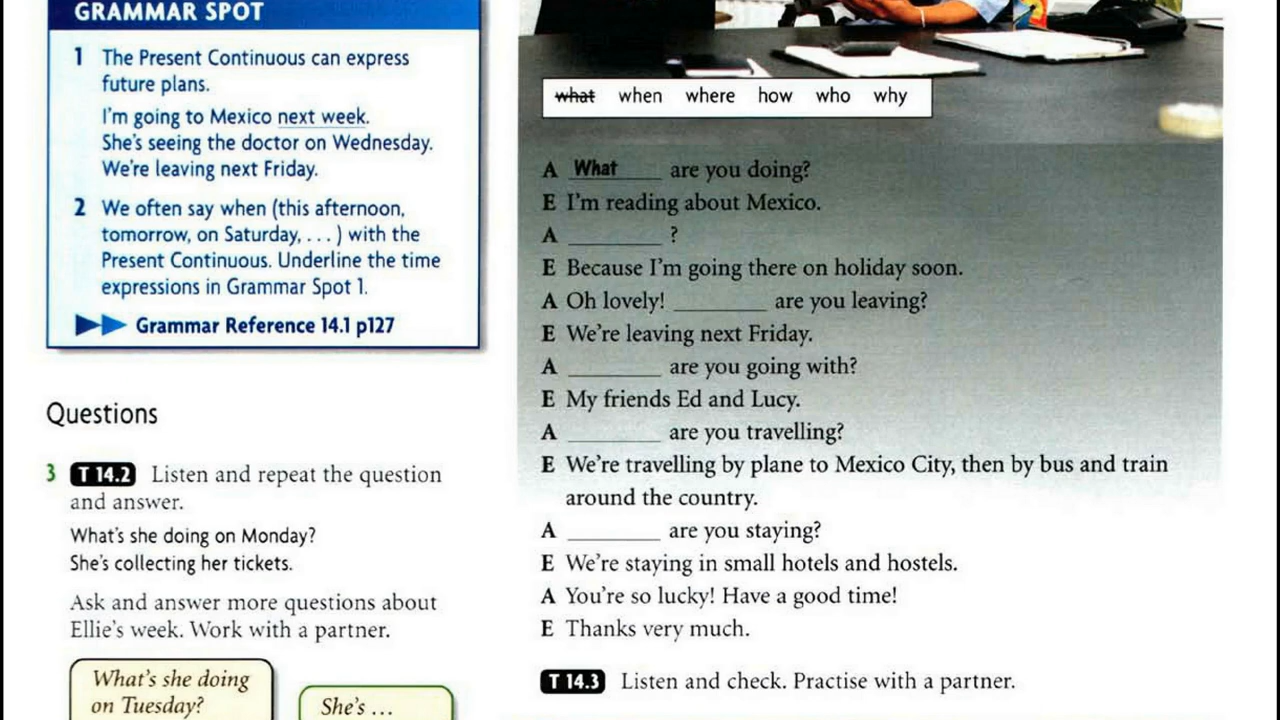 GRAMMAR SPOT
1 The Present Continuous can express
future plans.
I'm going to Mexico next week.
She's seeing the doctor on Wednesday.
We're leaving next Friday.
2 We often say when (this afternoon,
tomorrow, on Saturday, . . . ) with the
Present Continuous. Underline the time
expressions in Grammar Spot 1.
Grammar Reference 14.1 p127
Questions
3 T 14.2 Listen and repeat the question
and answer.
What's she doing on Monday?
She's collecting her tickets.
Ask and answer more questions about
Ellie's week. Work with a partner.
What's she doing
on Tuesday?
She's ...
what when where how who why
A What are you doing?
E I'm reading about Mexico.
A ________ ?
E Because I'm going there on holiday soon.
A Oh lovely! ________ are you leaving?
E We're leaving next Friday.
A ________ are you going with?
E My friends Ed and Lucy.
A ________ are you travelling?
E We're travelling by plane to Mexico City, then by bus and train
around the country.
A ________ are you staying?
E We're staying in small hotels and hostels.
A You're so lucky! Have a good time!
E Thanks very much.
T 14.3 Listen and check. Practise with a partner.